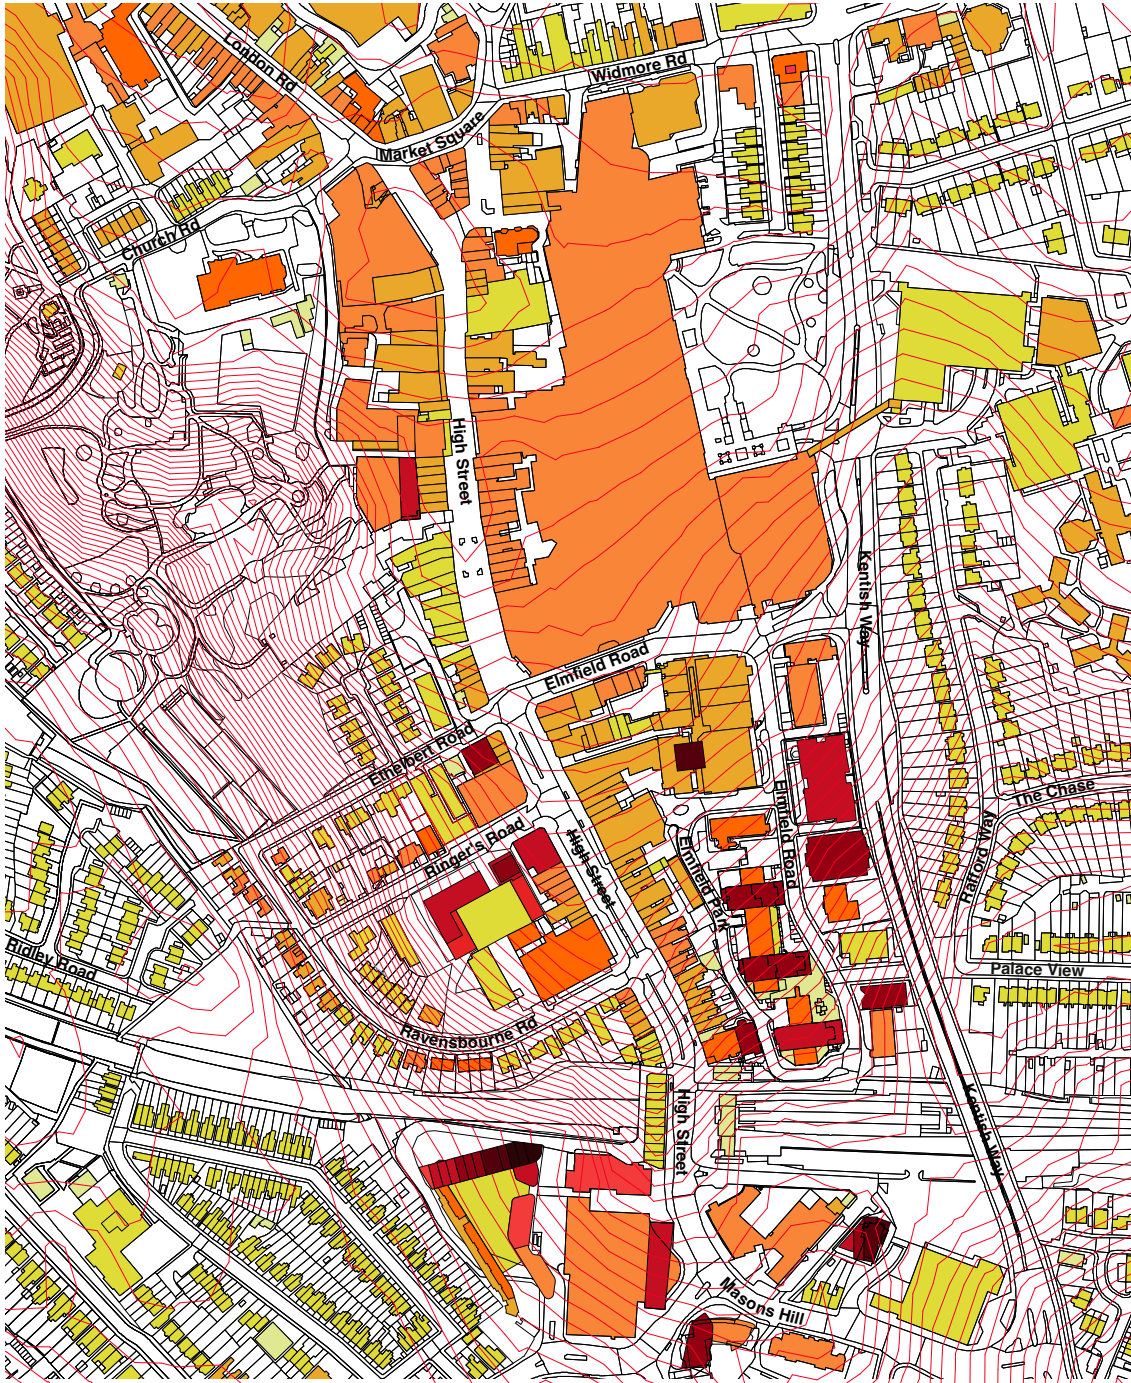 London Rd
Widmore Rd
Market Square
Church Rd
High Street
Kentish Way
Elmfield Road
Ethelbert Road
The Chase
Elmfield Road
Ringer's Road
High Street
Elmfield Park
Rafford Way
Ridley Road
Palace View
Ravensbourne Rd
High Street
Kentish Way
Masons Hill